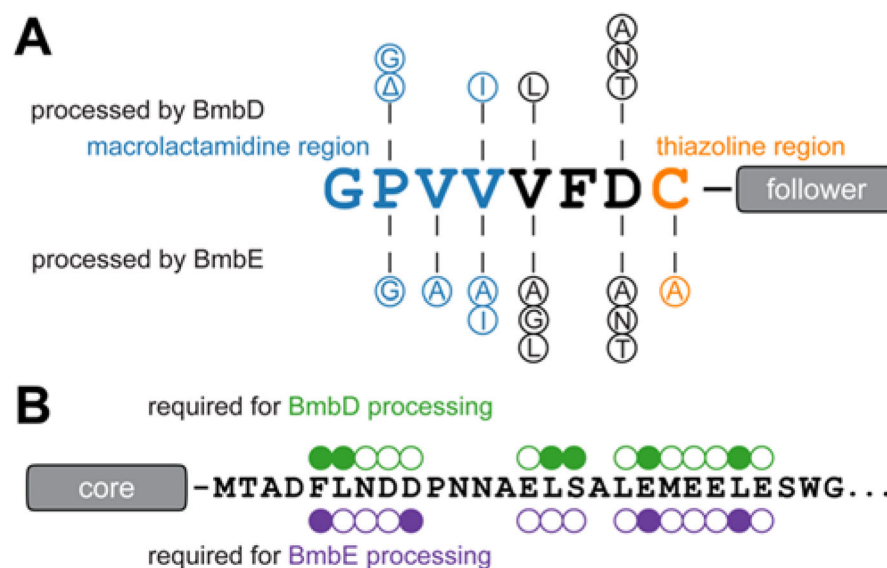 A
A
N
T
G
Δ
I
L
processed by BmbD
macrolactamidine region
thiazoline region
GPVVVFDC – follower
processed by BmbE
G
A
A
I
A
G
L
A
N
T
A
B
required for BmbD processing
core -MTADFLNDDPNNAELSALEMEELESWG...
required for BmbE processing